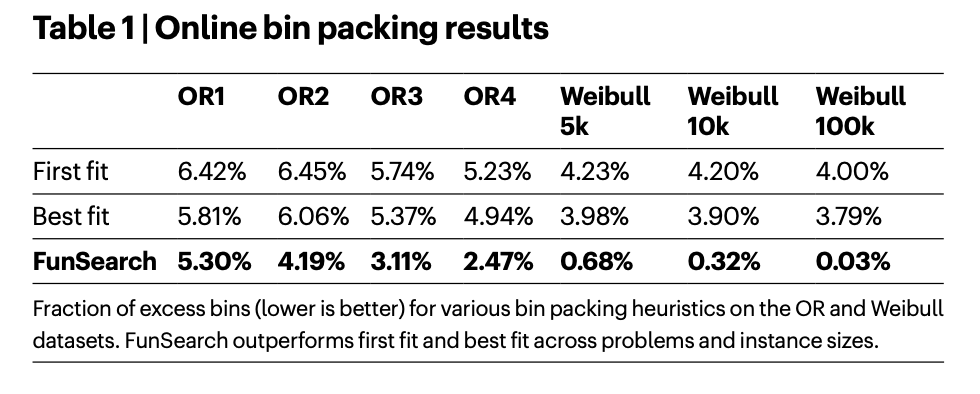 Table 1 | Online bin packing results
OR1 OR2 OR3 OR4 Weibull 5k Weibull 10k Weibull 100k
First fit 6.42% 6.45% 5.74% 5.23% 4.23% 4.20% 4.00%
Best fit 5.81% 6.06% 5.37% 4.94% 3.98% 3.90% 3.79%
FunSearch 5.30% 4.19% 3.11% 2.47% 0.68% 0.32% 0.03%
Fraction of excess bins (lower is better) for various bin packing heuristics on the OR and Weibull
datasets. FunSearch outperforms first fit and best fit across problems and instance sizes.